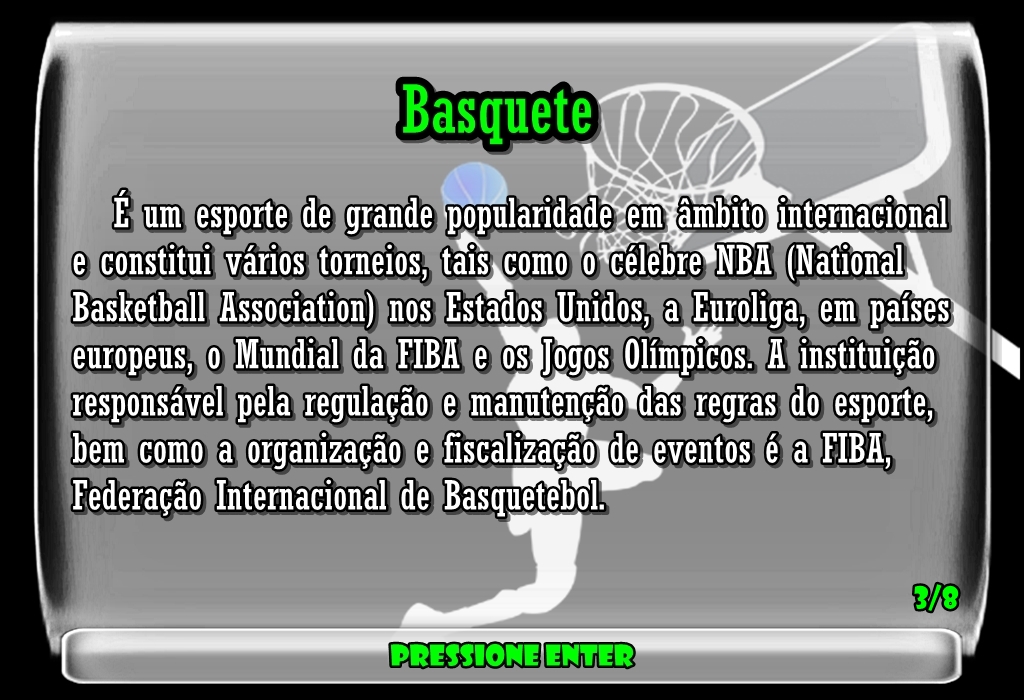 Basquete
É um esporte de grande popularidade em âmbito internacional
e constitui vários torneios, tais como o célebre NBA (National
Basketball Association) nos Estados Unidos, a Euroliga, em países
europeus, o Mundial da FIBA e os Jogos Olímpicos. A instituição
responsável pela regulação e manutenção das regras do esporte,
bem como a organização e fiscalização de eventos é a FIBA,
Federação Internacional de Basquetebol.
3/8
PRESSIONE ENTER